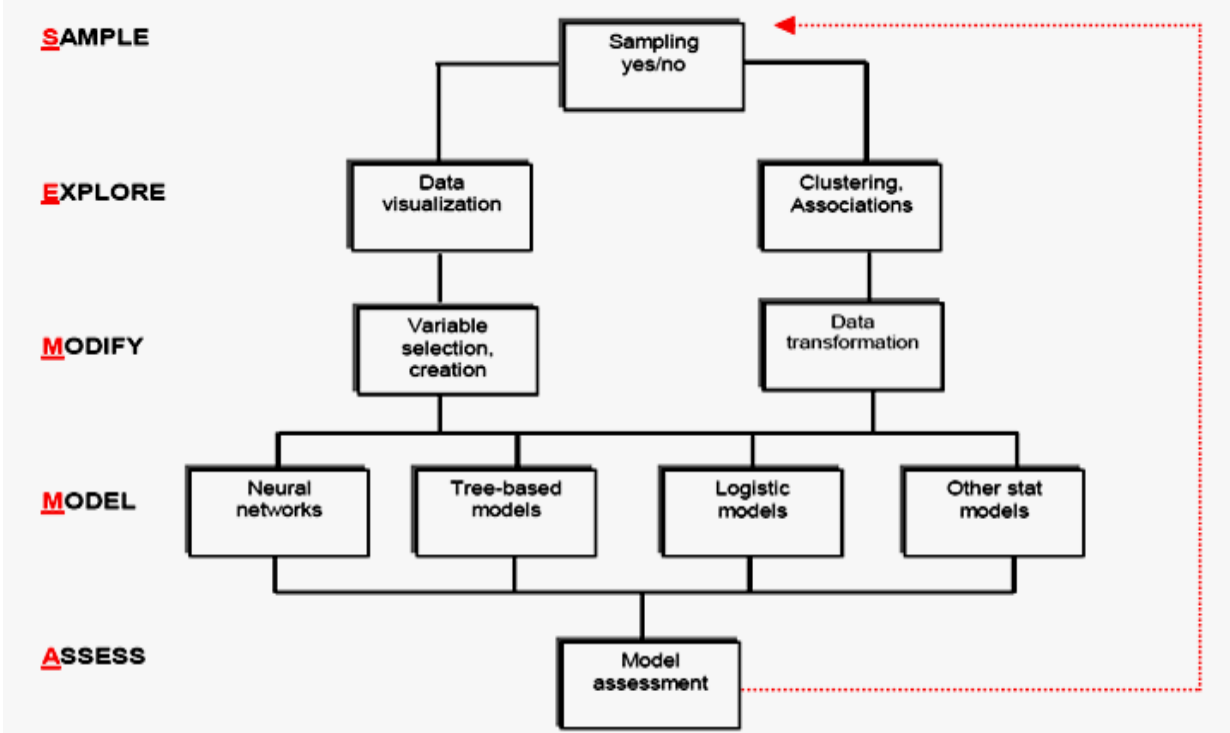 SAMPLE
Sampling
yes/no
EXPLORE
Data
visualization
Clustering,
Associations
MODIFY
Variable
selection,
creation
Data
transformation
MODEL
Neural
networks
Tree-based
models
Logistic
models
Other stat
models
ASSESS
Model
assessment